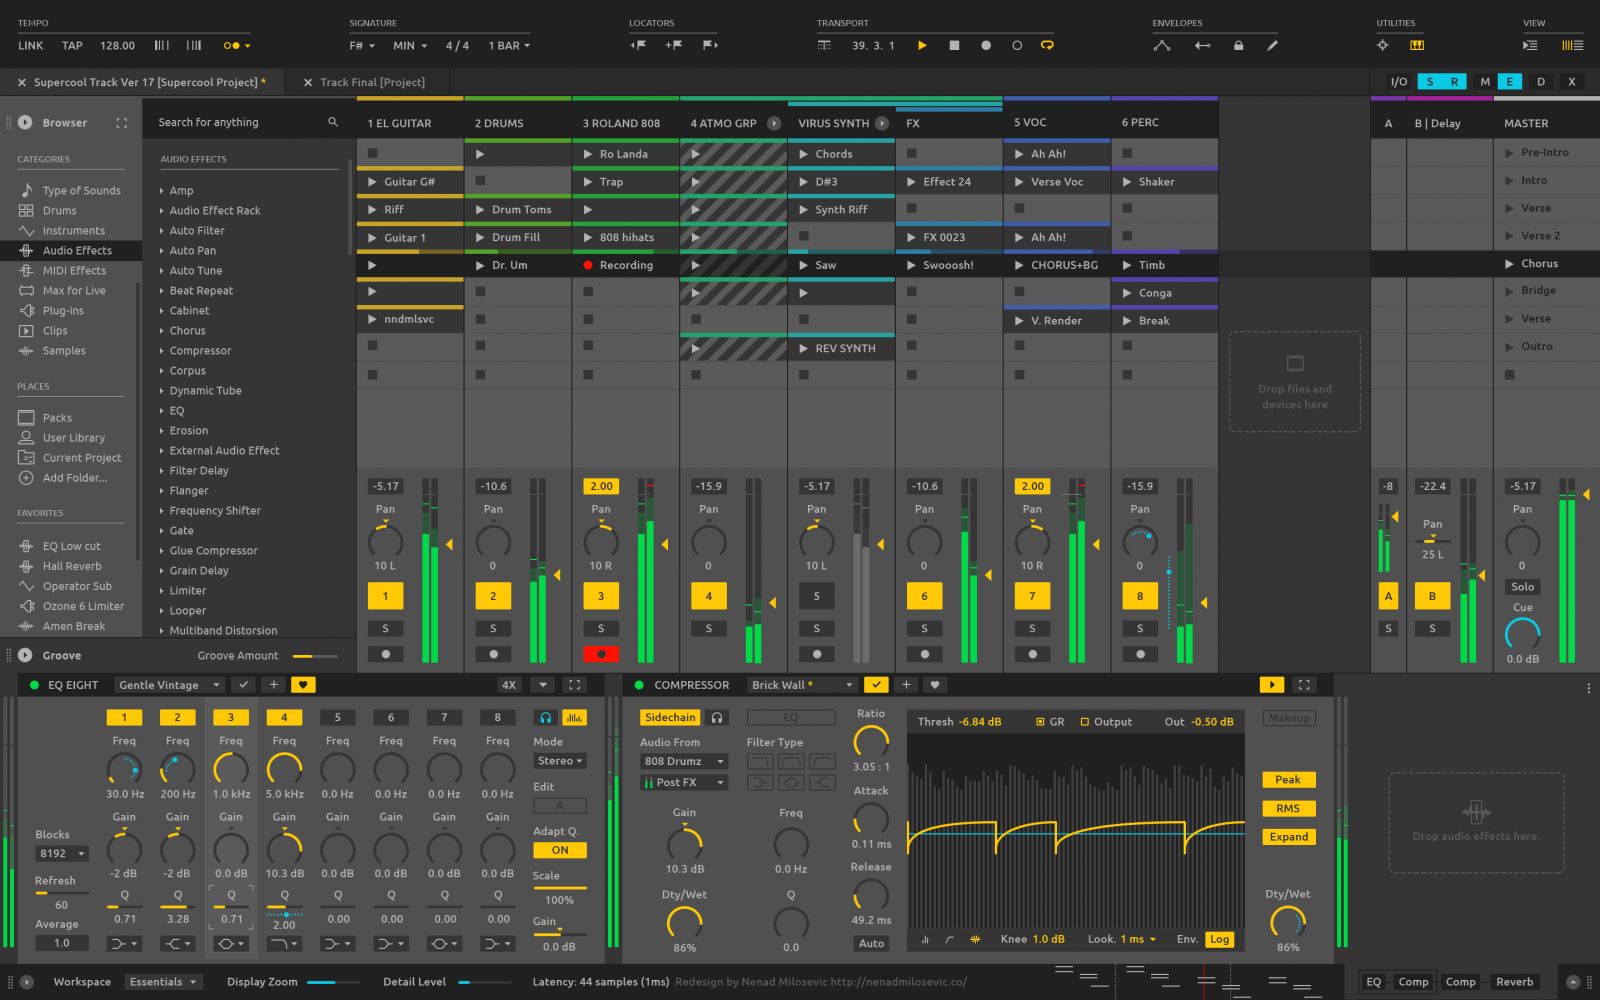 TEMPO SIGNATURE LOCATORS TRANSPORT ENVELOPES UTILITIES VIEW
LINK TAP 128.00 F# MIN 4 / 4 1 BAR 39. 3. 1
Supercool Track Ver 17 [Supercool Project] * Track Final [Project] I/O S R M E D X
Browser
CATEGORIES
Type of Sounds
Drums
Instruments
Audio Effects
MIDI Effects
Max for Live
Plug-ins
Clips
Samples
PLACES
Packs
User Library
Current Project
Add Folder...
FAVORITES
EQ Low cut
Hall Reverb
Operator Sub
Ozone 6 Limiter
Amen Break
Search for anything
AUDIO EFFECTS
Amp
Audio Effect Rack
Auto Filter
Auto Pan
Auto Tune
Beat Repeat
Cabinet
Chorus
Compressor
Corpus
Dynamic Tube
EQ
Erosion
External Audio Effect
Filter Delay
Flanger
Frequency Shifter
Gate
Glue Compressor
Grain Delay
Limiter
Looper
Multiband Distorsion
Groove Groove Amount
1 EL GUITAR 2 DRUMS 3 ROLAND 808 4 ATMO GRP VIRUS SYNTH FX 5 VOC 6 PERC A B | Delay MASTER
Ro Landa Chords Ah Ah! Pre-Intro
Guitar G# Trap D#3 Effect 24 Verse Voc Shaker Intro
Riff Drum Toms Synth Riff Verse
Guitar 1 Drum Fill 808 hihats FX 0023 Ah Ah! Verse 2
Dr. Um Recording Saw Swooosh! CHORUS+BG Timb Chorus
Conga Bridge
nndmlsvc V. Render Break Verse
REV SYNTH Outro
Drop files and
devices here
-5.17 -10.6 2.00 -15.9 -5.17 -10.6 2.00 -15.9 -8 -22.4 -5.17
Pan Pan Pan Pan Pan Pan Pan Pan Pan
Pan
10 L 0 10 R 0 10 L 0 10 R 0 25 L 0
Solo
1 2 3 4 5 6 7 8 A B
Cue
S S S S S S S S S S
0.0 dB
EQ EIGHT Gentle Vintage 4X
1 2 3 4 5 6 7 8
Freq Freq Freq Freq Freq Freq Freq Freq Mode
Stereo
30.0 Hz 200 Hz 1.0 kHz 5.0 kHz 0.0 Hz 0.0 Hz 0.0 Hz 0.0 Hz Edit
A
Gain Gain Gain Gain Gain Gain Gain Gain
Blocks Adapt Q.
8192 ON
-2 dB -2 dB 0.0 dB 10.3 dB 0.0 dB 0.0 dB 0.0 dB 0.0 dB Scale
Refresh Q Q Q Q Q Q Q Q 100%
60 0.71 3.28 0.71 2.00 0.00 0.00 0.00 0.00 Gain
Average
1.0 0.0 dB
COMPRESSOR Brick Wall *
Sidechain EQ Ratio
Audio From Filter Type
808 Drumz 3.05 : 1
Post FX Attack
Gain Freq 0.11 ms
10.3 dB 0.0 Hz Release
Dty/Wet Q 49.2 ms
86% 0.0 Auto
Thresh -6.84 dB GR Output Out -0.50 dB Makeup
Peak
RMS
Expand
Dty/Wet
86%
Knee 1.0 dB Look. 1 ms Env. Log
Drop audio effects here.
Workspace Essentials Display Zoom Detail Level Latency: 44 samples (1ms) Redesign by Nenad Milosevic http://nenadmilosevic.co/ EQ Comp Comp Reverb